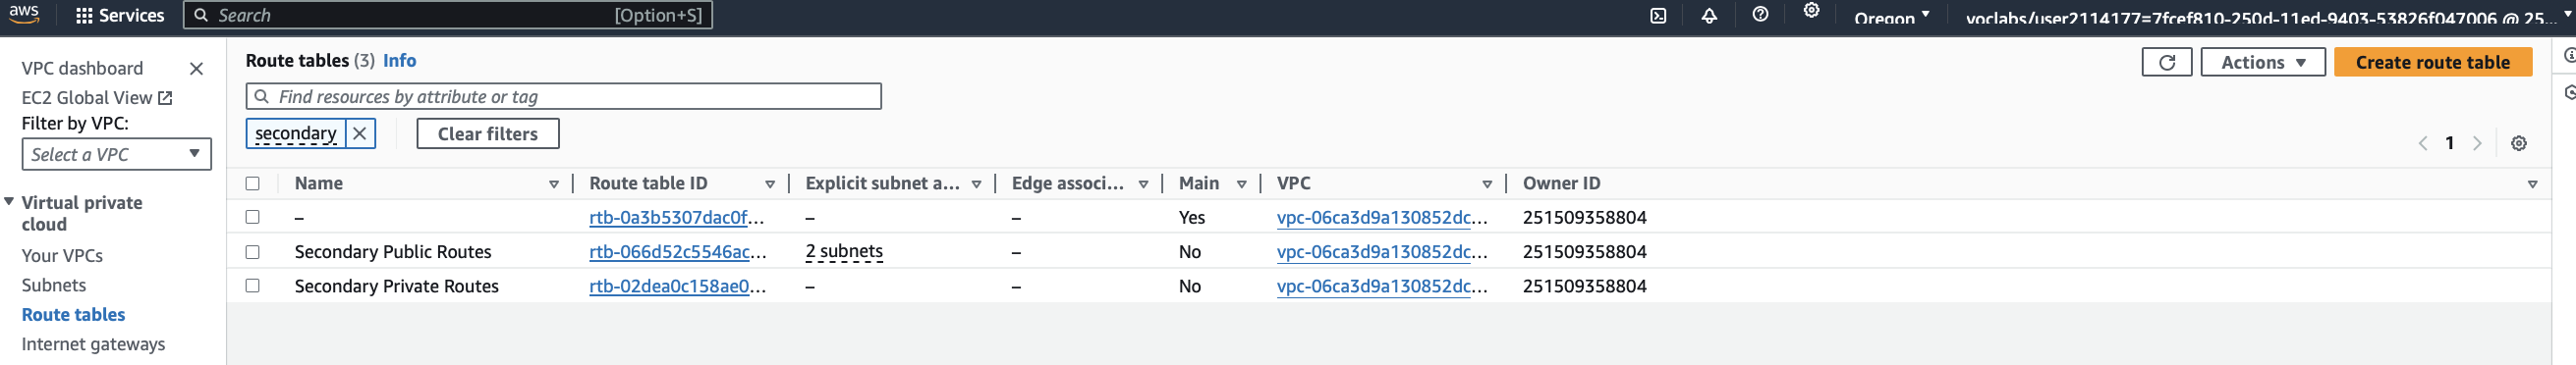 aws Services Search [Option+S] Oregon voclabs/user2114177=7fcef810-250d-11ed-9403-53826f047006 @ 25...
VPC dashboard
EC2 Global View
Filter by VPC:
Select a VPC
Virtual private
cloud
Your VPCs
Subnets
Route tables
Internet gateways
Route tables (3) Info
Actions Create route table
Find resources by attribute or tag
secondary Clear filters
1
Name Route table ID Explicit subnet a... Edge associ... Main VPC Owner ID
– rtb-0a3b5307dac0f... – – Yes vpc-06ca3d9a130852dc... 251509358804
Secondary Public Routes rtb-066d52c5546ac... 2 subnets – No vpc-06ca3d9a130852dc... 251509358804
Secondary Private Routes rtb-02dea0c158ae0... – – No vpc-06ca3d9a130852dc... 251509358804